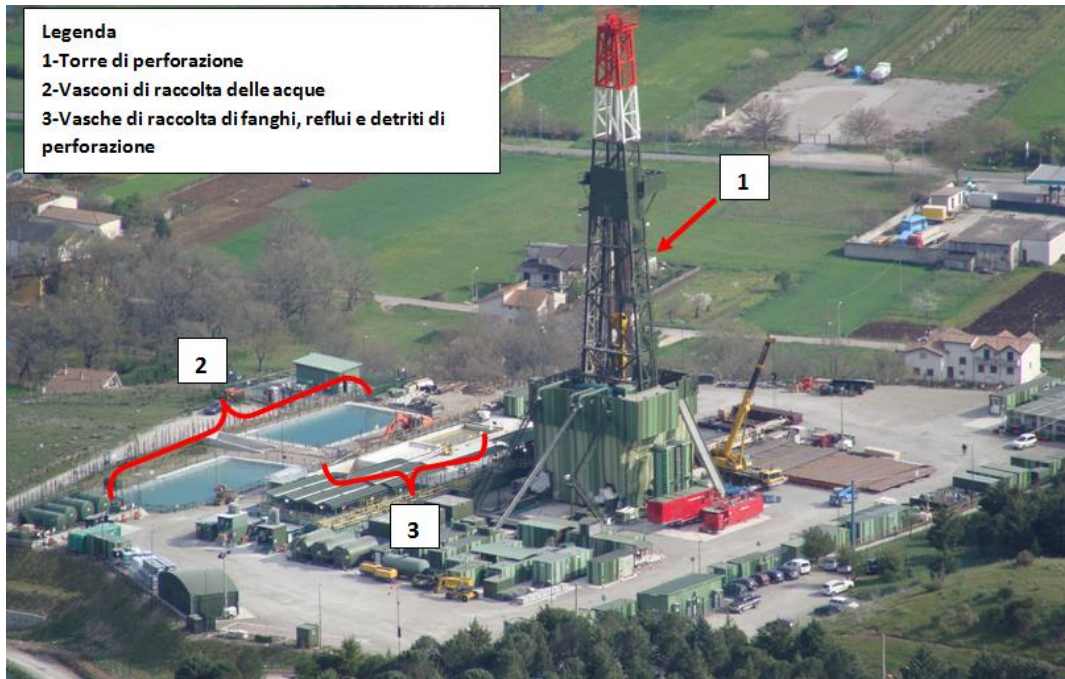 Legenda
1-Torre di perforazione
2-Vasconi di raccolta delle acque
3-Vasche di raccolta di fanghi, reflui e detriti di
perforazione
1
2
3